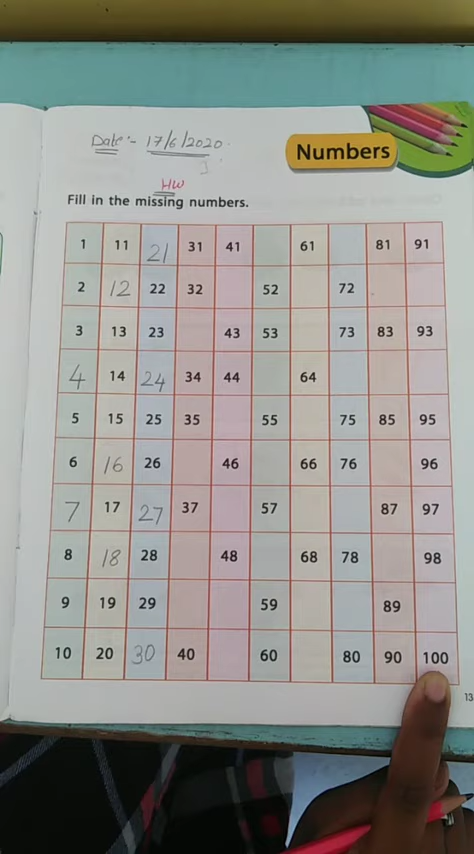 Date:- 17/6/2020.
Numbers
HW
Fill in the missing numbers.
1 11 21 31 41 61 81 91
2 12 22 32 52 72
3 13 23 43 53 73 83 93
4 14 24 34 44 64
5 15 25 35 55 75 85 95
6 16 26 46 66 76 96
7 17 27 37 57 87 97
8 18 28 48 68 78 98
9 19 29 59 89
10 20 30 40 60 80 90 100
13